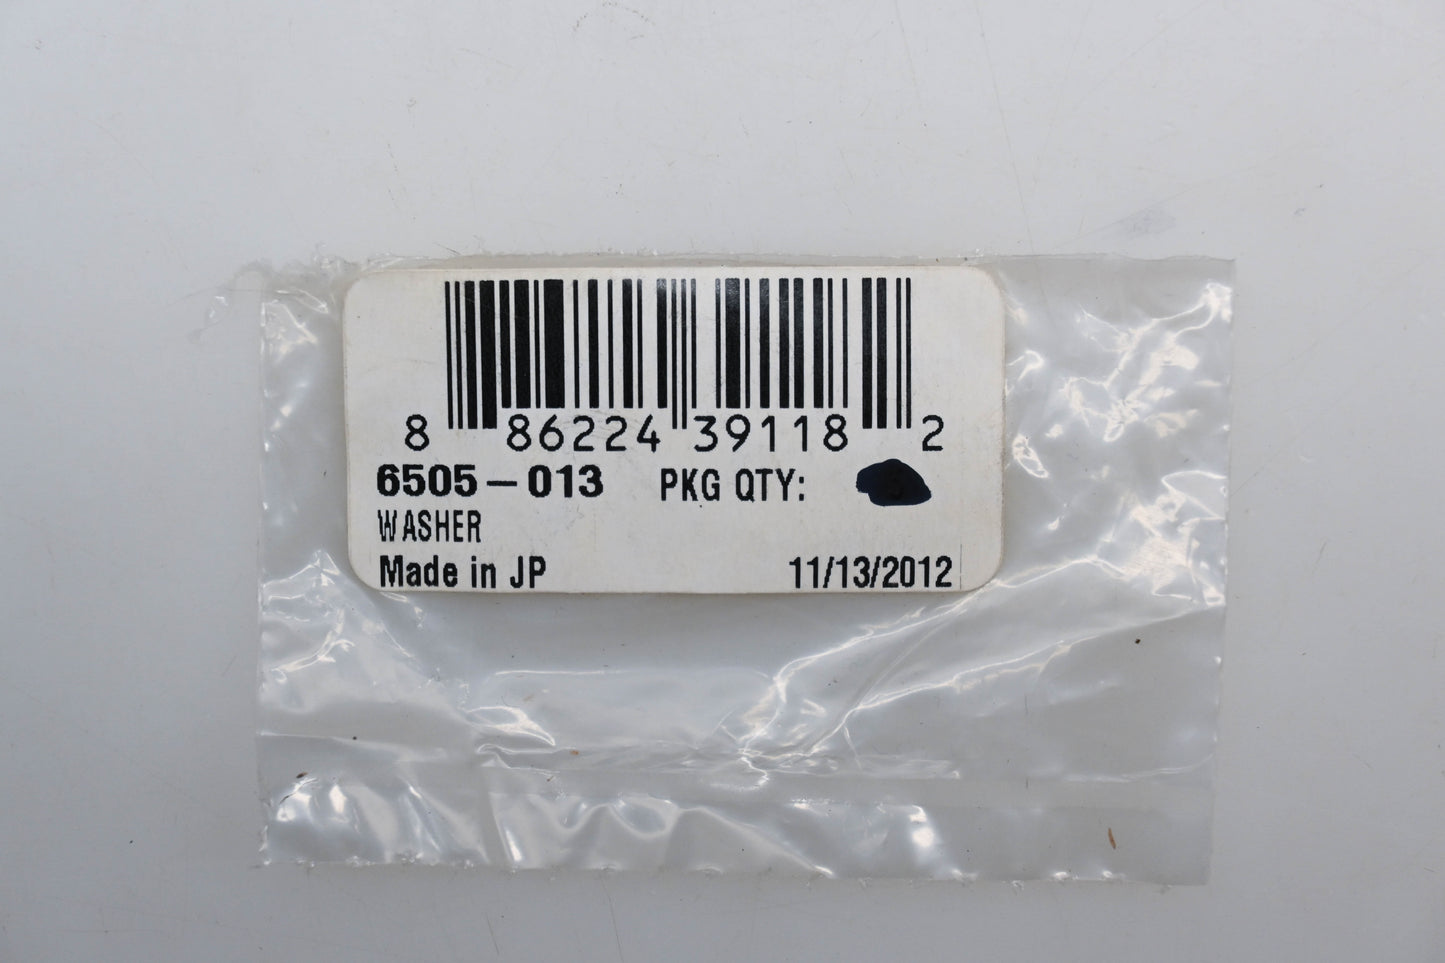 8 86224 39118 2
6505-013 PKG QTY:
WASHER
Made in JP 11/13/2012